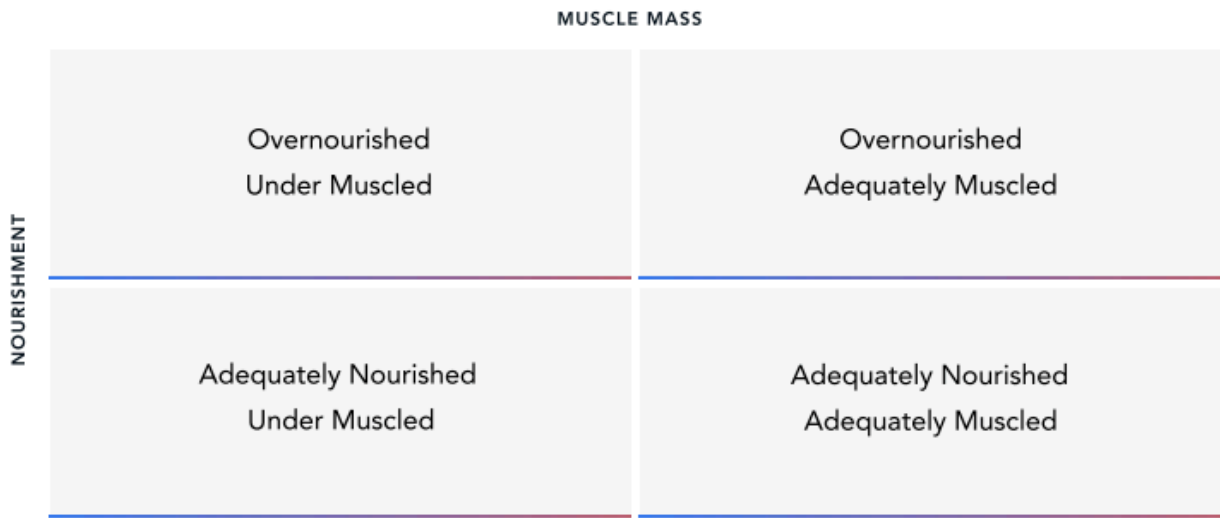 MUSCLE MASS
NOURISHMENT
Overnourished
Under Muscled
Overnourished
Adequately Muscled
Adequately Nourished
Under Muscled
Adequately Nourished
Adequately Muscled